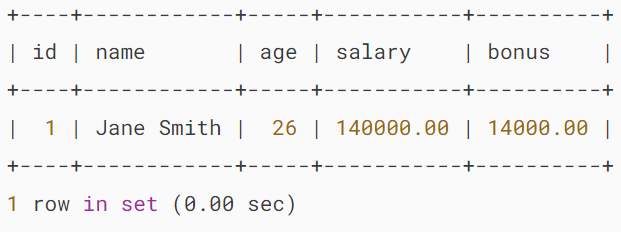 +----+------------+-----+-----------+----------+
| id | name       | age | salary    | bonus    |
+----+------------+-----+-----------+----------+
|  1 | Jane Smith |  26 | 140000.00 | 14000.00 |
+----+------------+-----+-----------+----------+
1 row in set (0.00 sec)